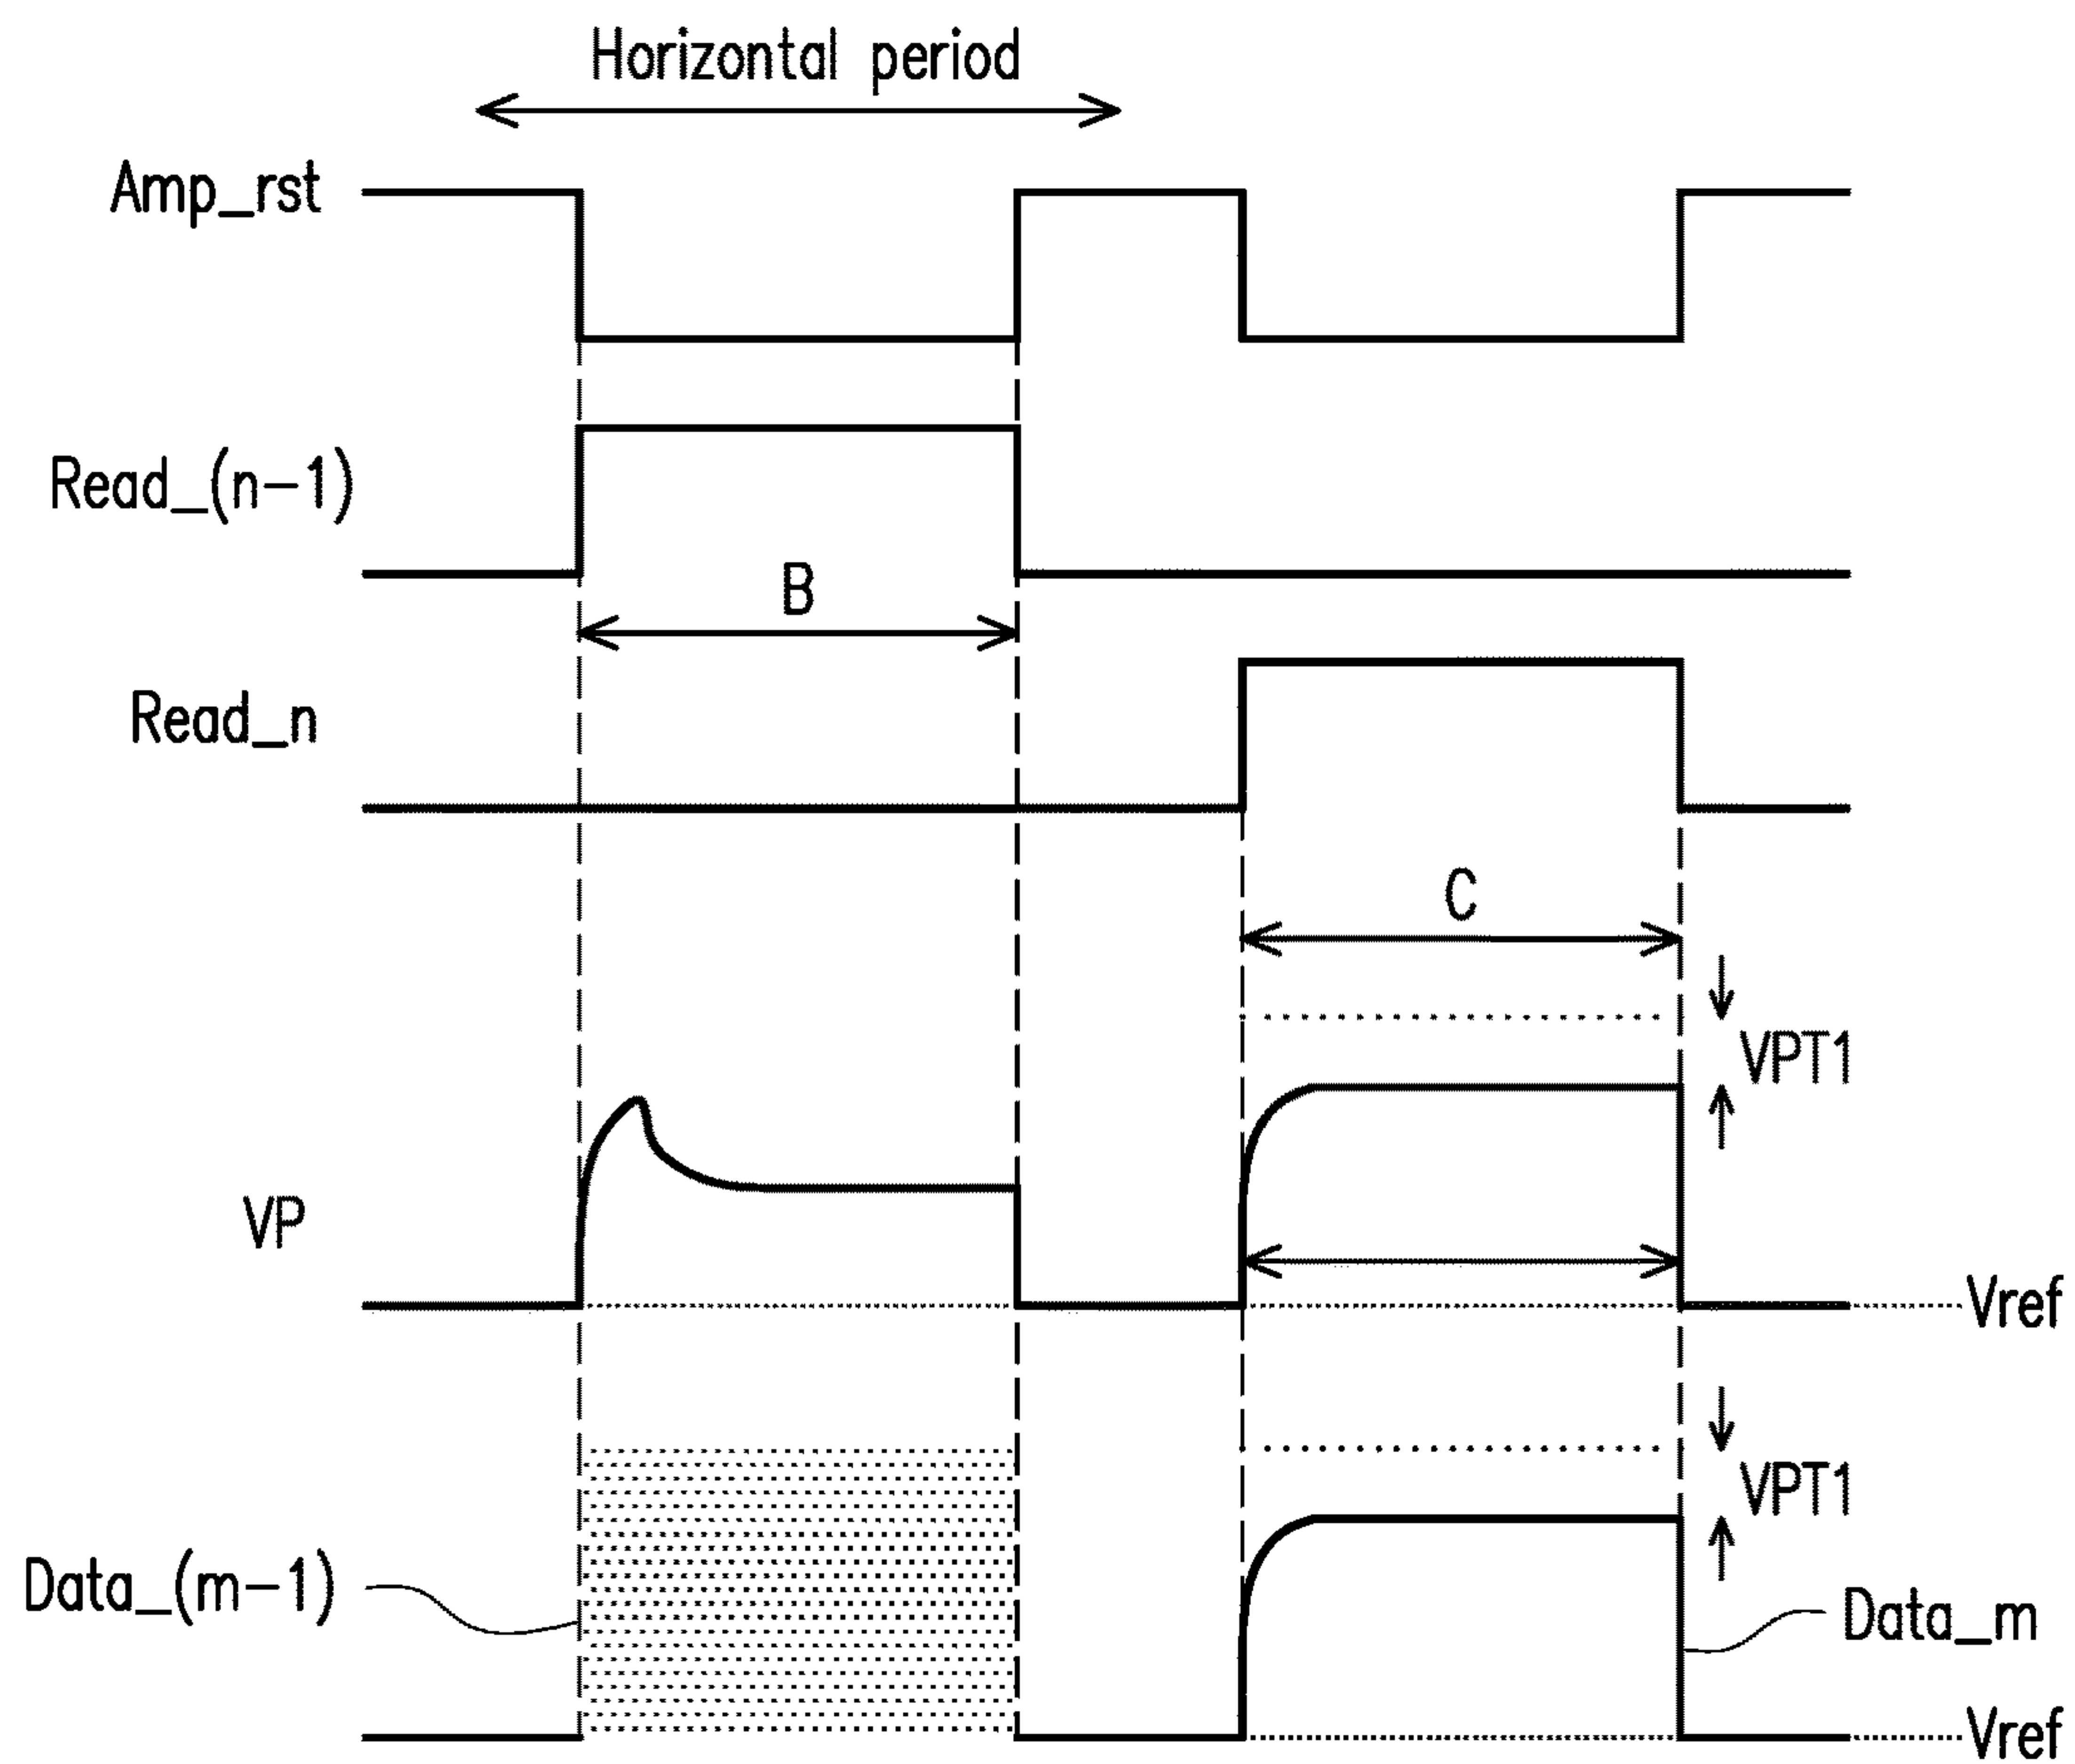 Horizontal period
Amp_rst
Read_(n-1)
B
Read_n
C
VPT1
VP
Vref
VPT1
Data_(m-1)
Data_m
Vref